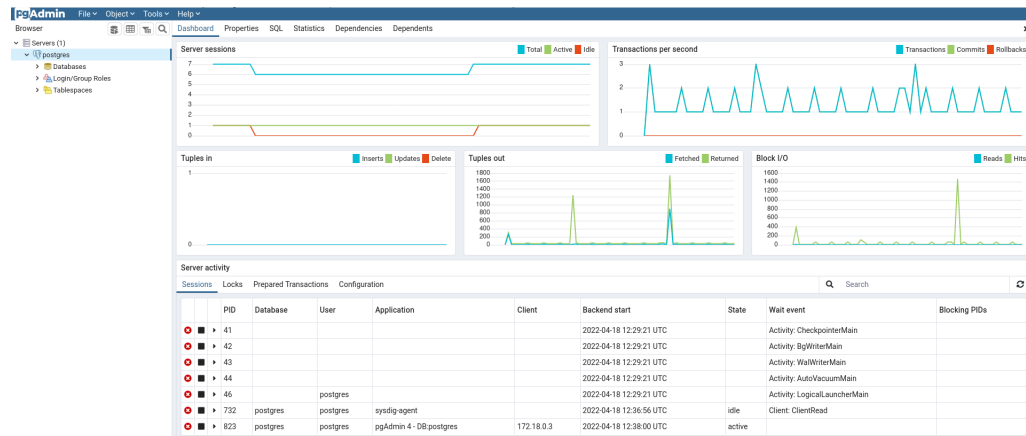 pgAdmin File Object Tools Help
Browser
Dashboard Properties SQL Statistics Dependencies Dependents
Servers (1)
postgres
Databases
Login/Group Roles
Tablespaces
Server sessions Total Active Idle
7
6
5
4
3
2
1
0
Transactions per second Transactions Commits Rollbacks
3
2
1
0
Tuples in Inserts Updates Delete
1
0
Tuples out Fetched Returned
1800
1600
1400
1200
1000
800
600
400
200
0
Block I/O Reads Hits
1600
1400
1200
1000
800
600
400
200
0
Server activity
Sessions Locks Prepared Transactions Configuration Search
PID Database User Application Client Backend start State Wait event Blocking PIDs
41 2022-04-18 12:29:21 UTC Activity: CheckpointerMain
42 2022-04-18 12:29:21 UTC Activity: BgWriterMain
43 2022-04-18 12:29:21 UTC Activity: WalWriterMain
44 2022-04-18 12:29:21 UTC Activity: AutoVacuumMain
46 postgres 2022-04-18 12:29:21 UTC Activity: LogicalLauncherMain
732 postgres postgres sysdig-agent 2022-04-18 12:36:56 UTC idle Client: ClientRead
823 postgres postgres pgAdmin 4 - DB:postgres 172.18.0.3 2022-04-18 12:38:00 UTC active